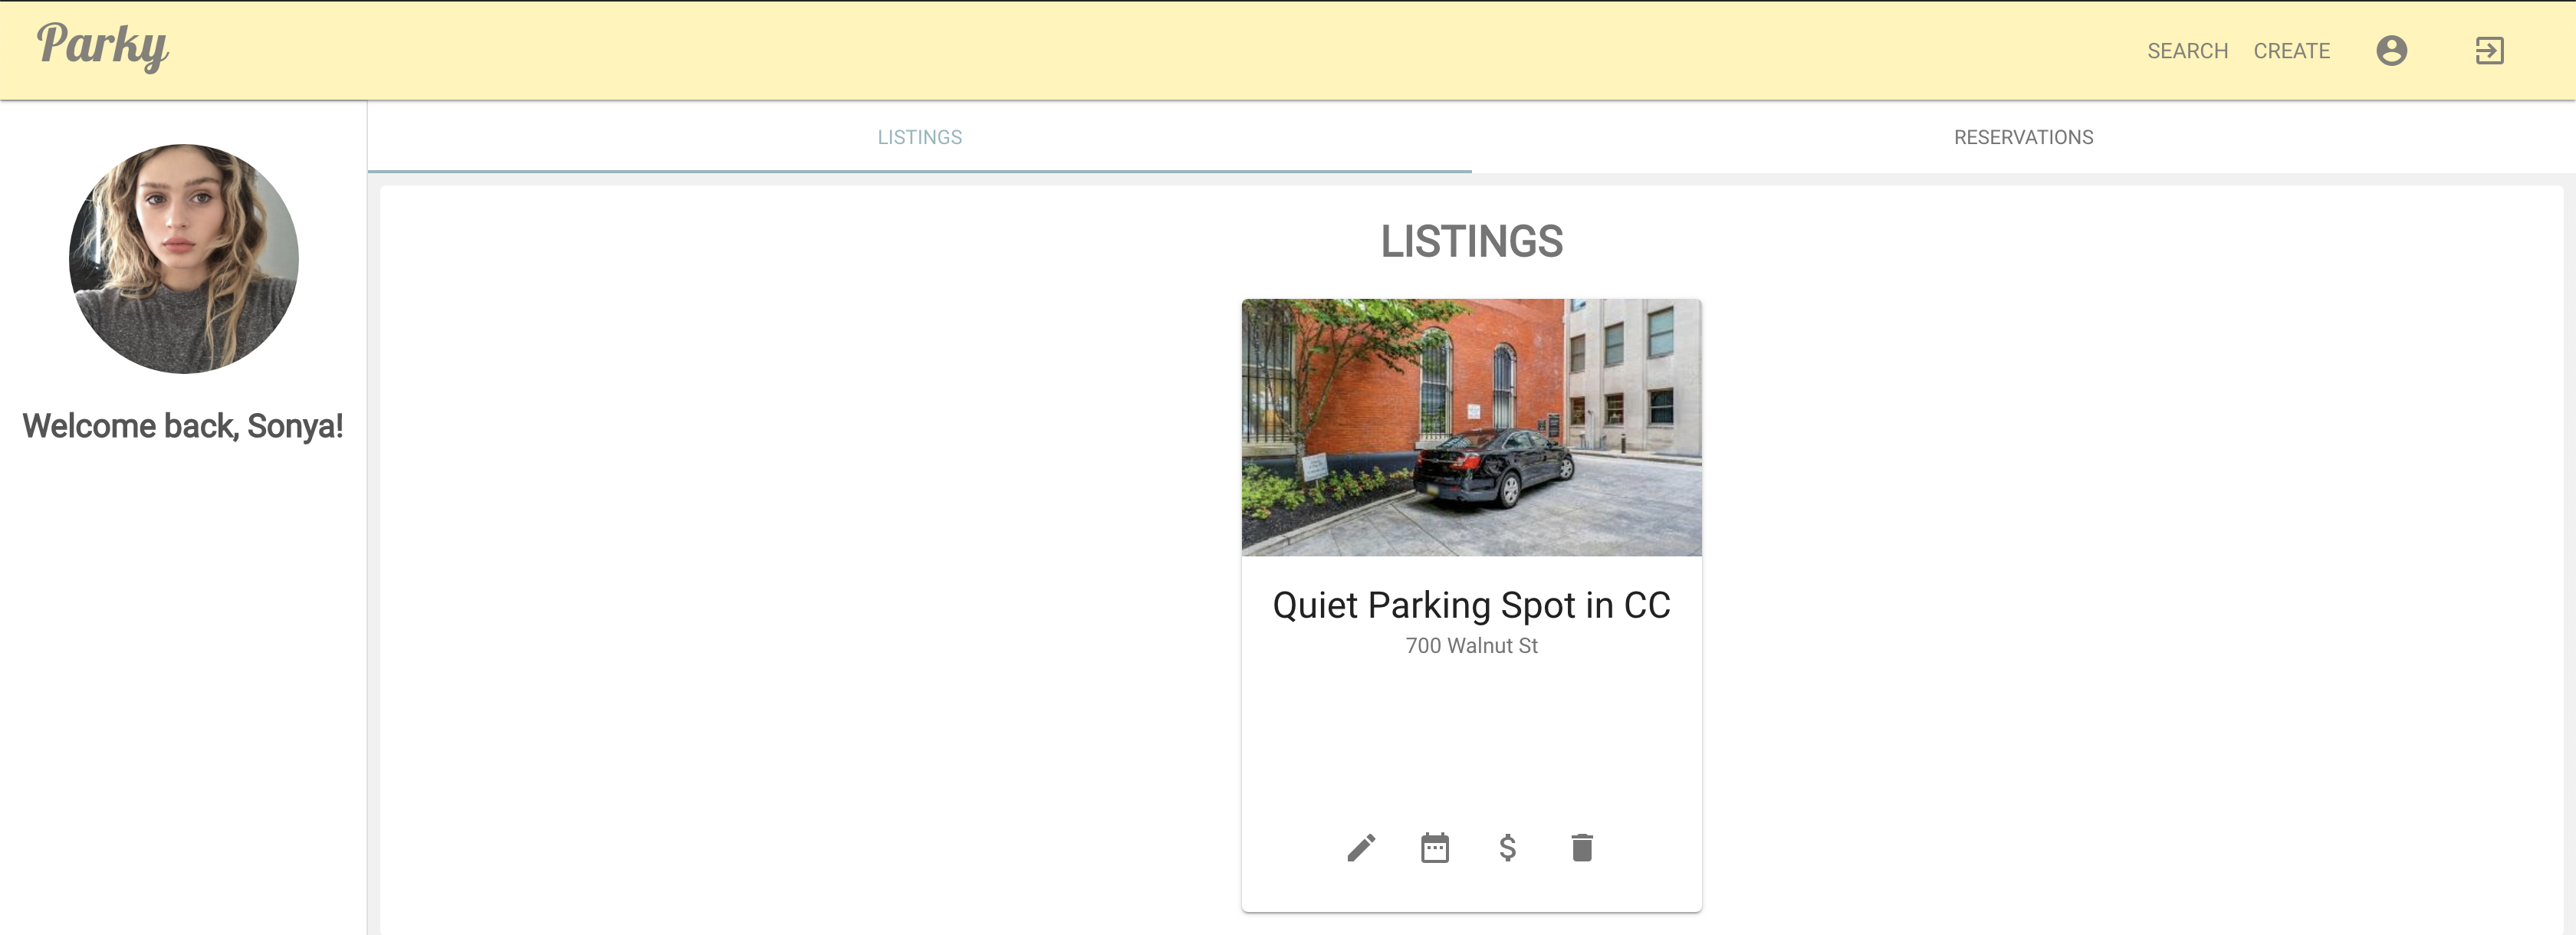 Parky
SEARCH CREATE
LISTINGS RESERVATIONS
Welcome back, Sonya!
LISTINGS
Quiet Parking Spot in CC
700 Walnut St